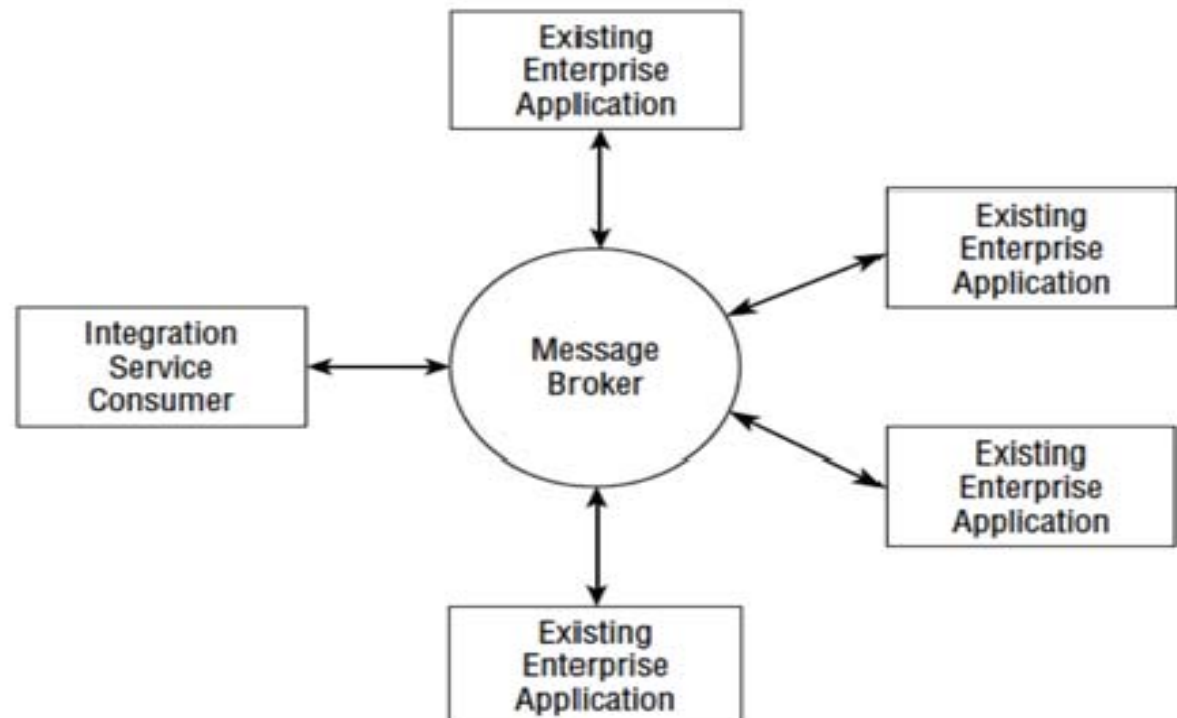 Existing
Enterprise
Application
Existing
Enterprise
Application
Integration
Service
Consumer
Message
Broker
Existing
Enterprise
Application
Existing
Enterprise
Application